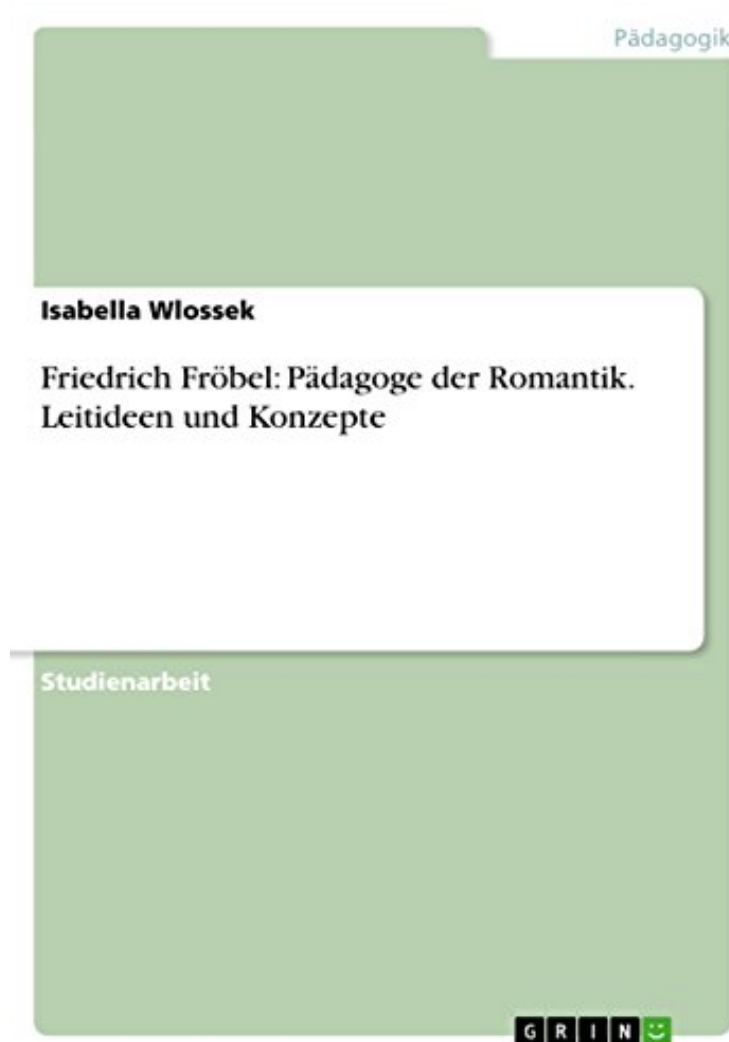 Pädagogik
Isabella Wlossek
Friedrich Fröbel: Pädagoge der Romantik.
Leitideen und Konzepte
Studienarbeit
GRIN